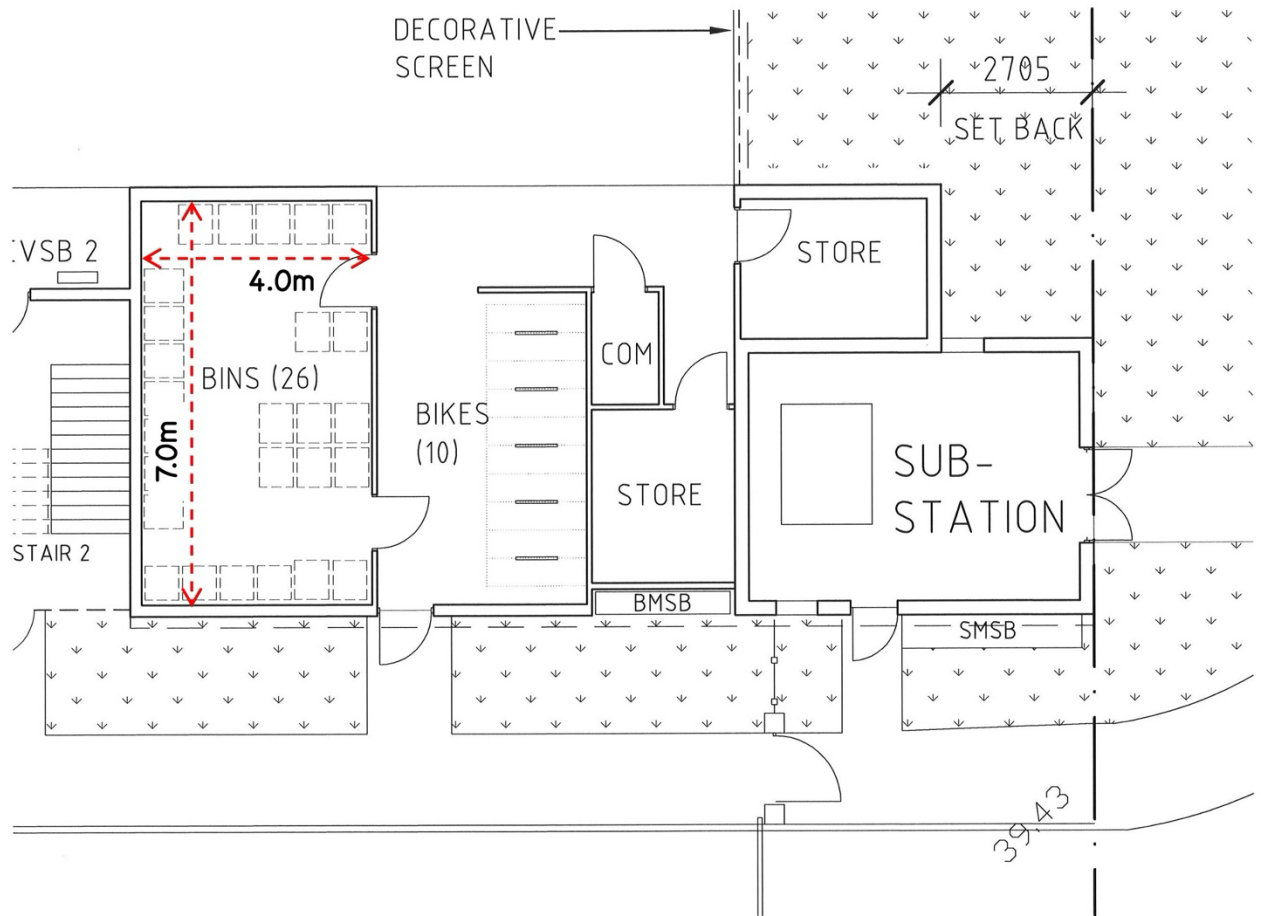 DECORATIVE
SCREEN
2705
SET BACK
VSB 2
4.0m
STORE
BINS (26)
COM
BIKES
(10)
7.0m
SUB-
STATION
STORE
STAIR 2
BMSB
SMSB
39,43